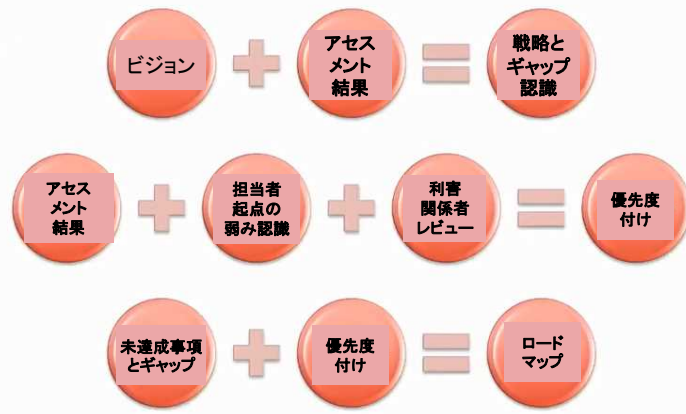 ビジョン
アセス
メント
結果
戦略と
ギャップ
認識
アセス
メント
結果
担当者
起点の
弱み認識
利害
関係者
レビュー
優先度
付け
未達成事項
とギャップ
優先度
付け
ロード
マップ